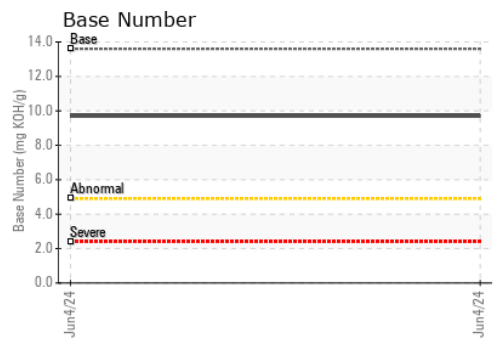 Base Number
Base Number (mg KOH/g)
14.0
12.0
10.0
8.0
6.0
4.0
2.0
0.0
Base
Abnormal
Severe
Jun4/24
Jun4/24